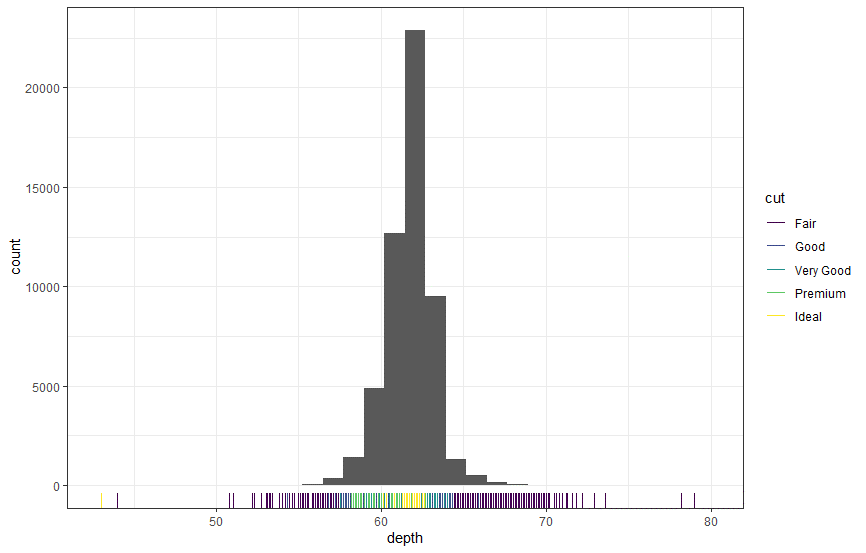 20000
15000
10000
5000
0
count
50 60 70 80
depth
cut
Fair
Good
Very Good
Premium
Ideal